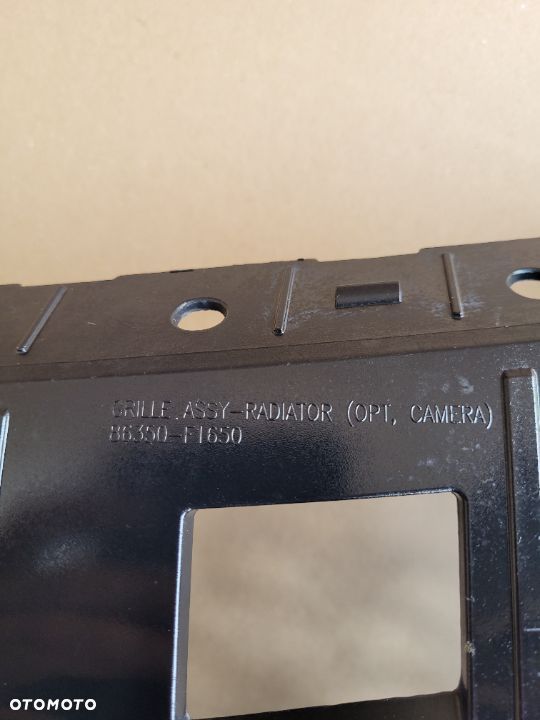 GRILLE ASSY-RADIATOR (OPT, CAMERA)
86350-F1650
OTOMOTO